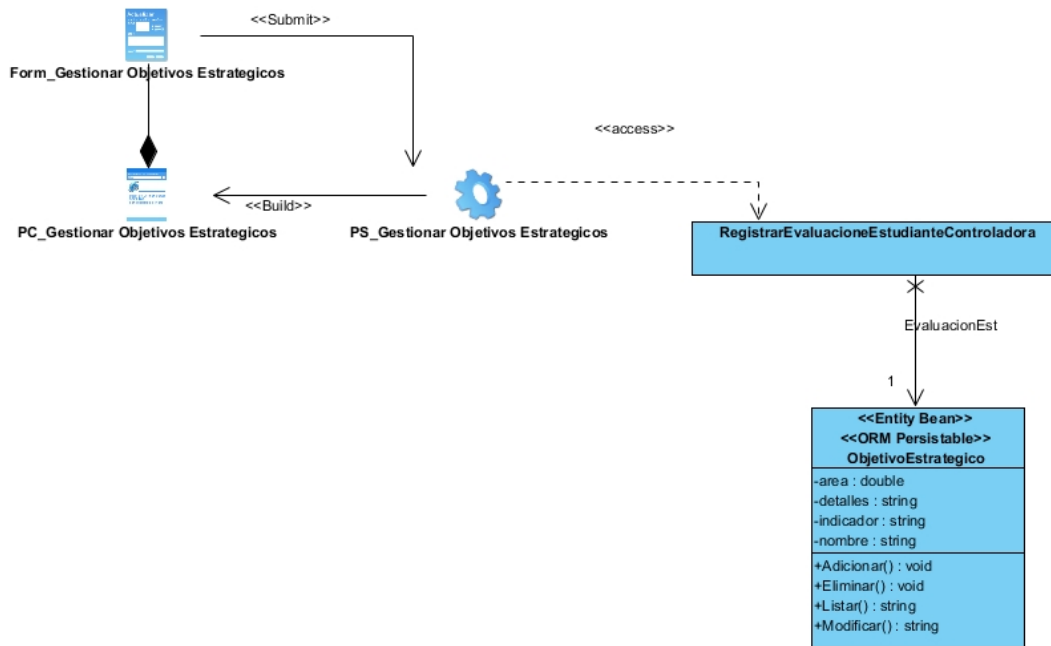 <<Submit>>
Form_Gestionar Objetivos Estrategicos
<<access>>
<<Build>>
PC_Gestionar Objetivos Estrategicos
PS_Gestionar Objetivos Estrategicos
RegistrarEvaluacioneEstudianteControladora
EvaluacionEst
1
<<Entity Bean>>
<<ORM Persistable>>
ObjetivoEstrategico
-area : double
-detalles : string
-indicador : string
-nombre : string
+Adicionar() : void
+Eliminar() : void
+Listar() : string
+Modificar() : string